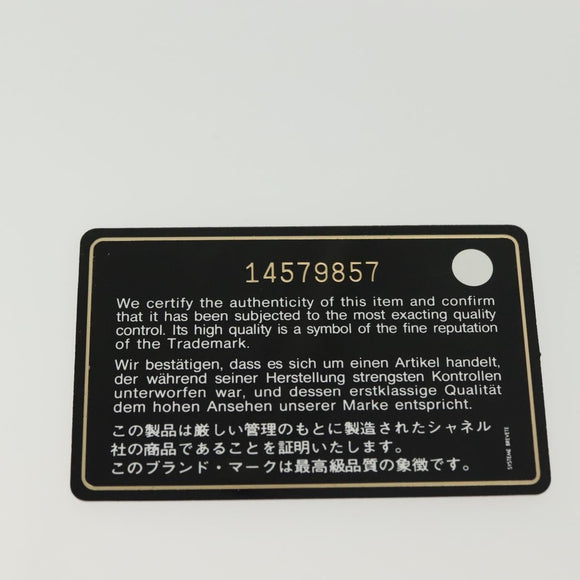 14579857
We certify the authenticity of this item and confirm
that it has been subjected to the most exacting quality
control. Its high quality is a symbol of the fine reputation
of the Trademark.
Wir bestätigen, dass es sich um einen Artikel handelt,
der während seiner Herstellung strengsten Kontrollen
unterworfen war, und dessen erstklassige Qualität
dem hohen Ansehen unserer Marke entspricht.
この製品は厳しい管理のもとに製造されたシャネル
社の商品であることを証明いたします。
このブランド・マークは最高級品質の象徴です。
SYSTEME BREVETE